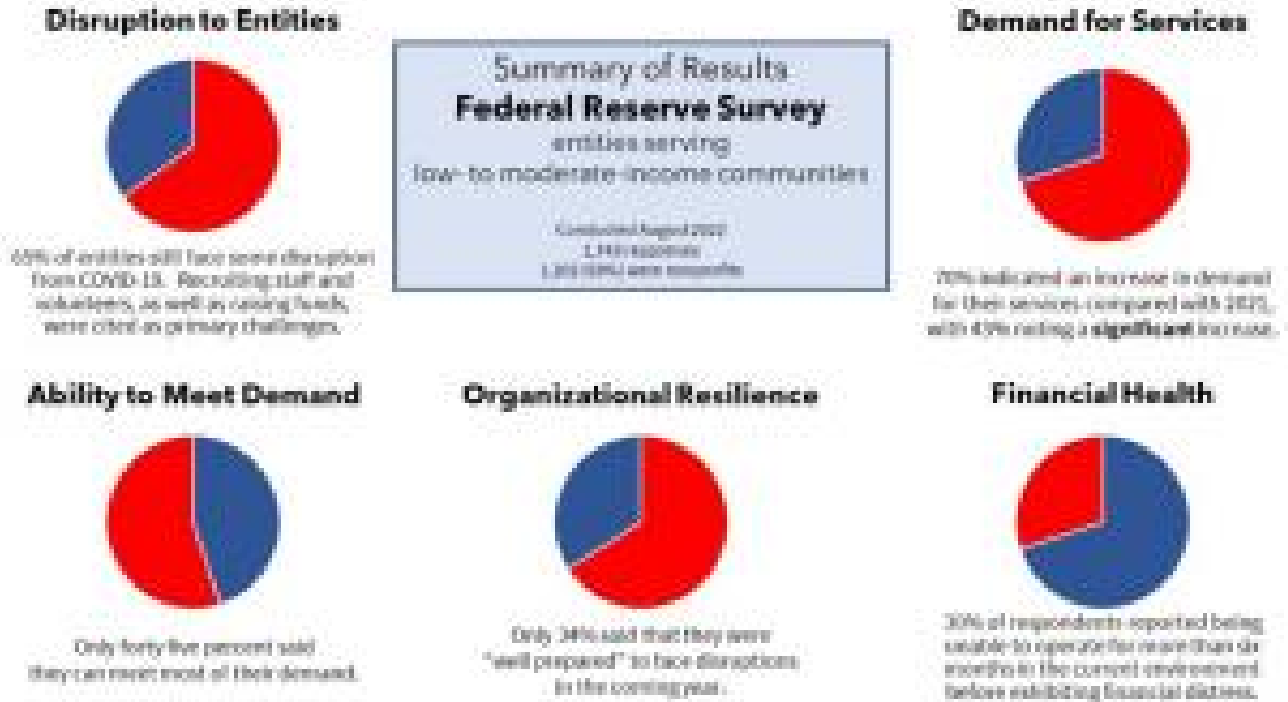 Disruption to Entities
of entities still face some disruption
from COVID-19. Recruiting staff and
volunteers, as well as raising funds,
were cited as primary challenges.
Summary of Results
Federal Reserve Survey
entities serving
low- to moderate-income communities
Conducted August 2022
were nonprofits
Demand for Services
70% indicated an increase in demand
for their services compared with 2021,
with 43% noting a significant increase.
Ability to Meet Demand
Only forty five percent said
they can meet most of their demand.
Organizational Resilience
Only 34% said that they were
"well prepared" to face disruptions
in the coming year.
Financial Health
30% of respondents reported being
unable to operate for more than six
months in the current environment
before exhibiting financial distress.